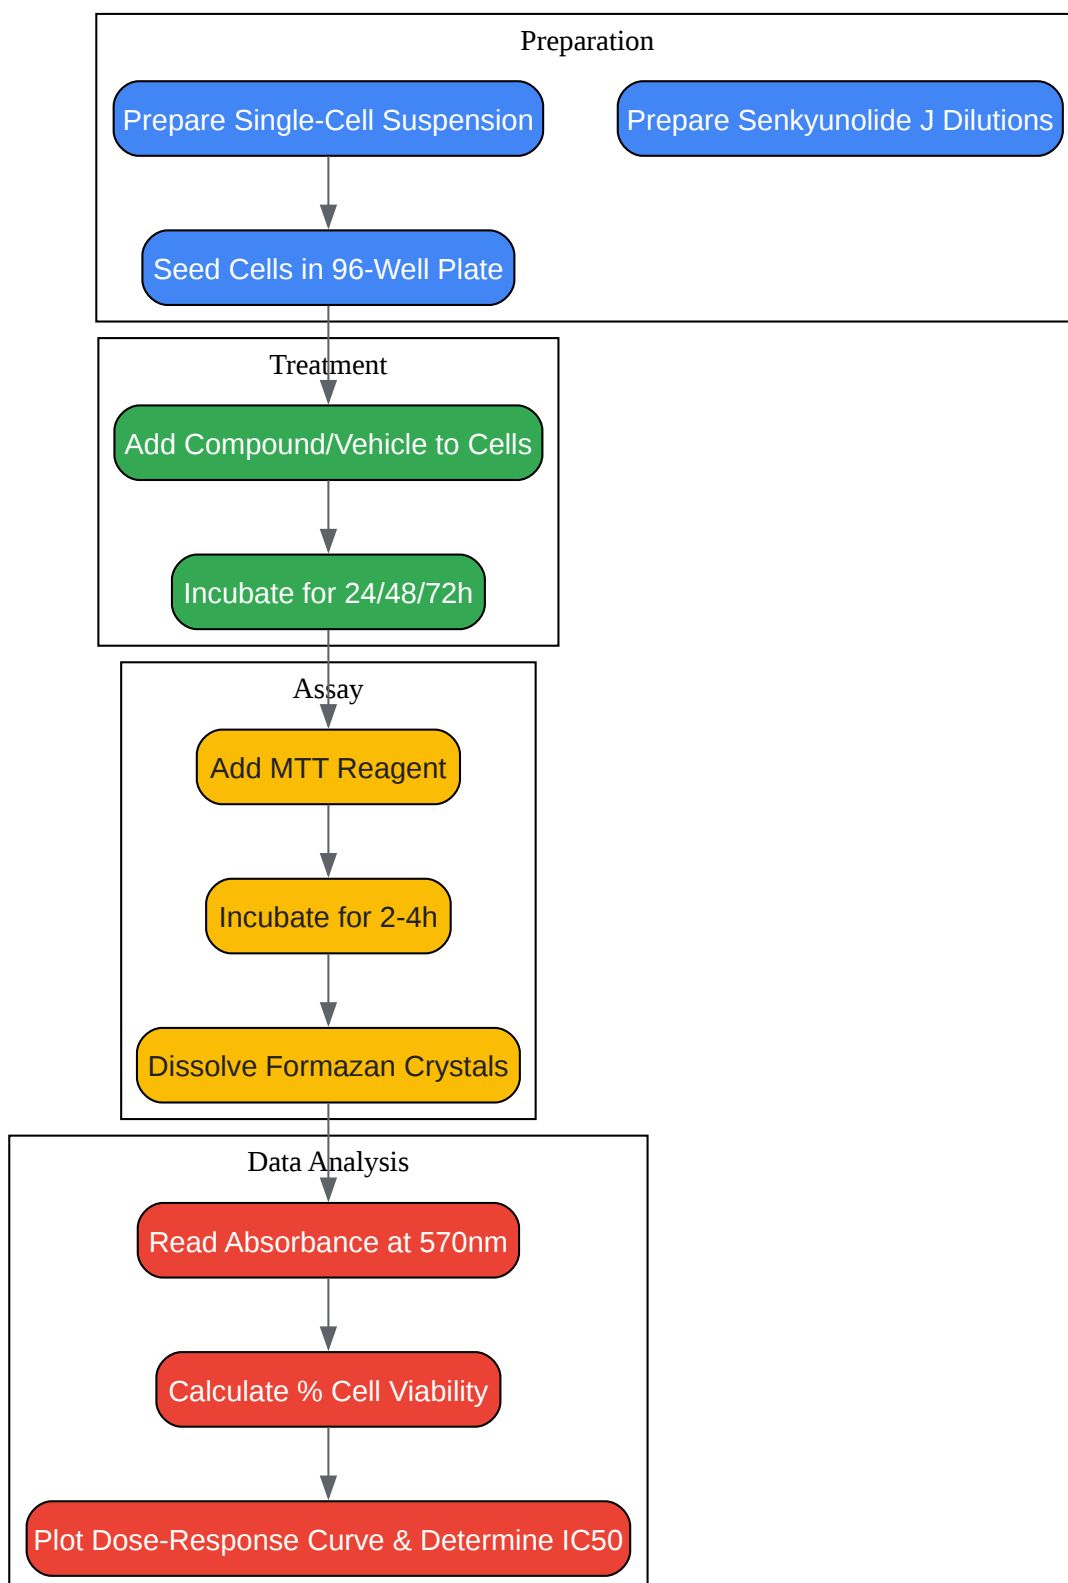 Preparation
Prepare Single-Cell Suspension
Prepare Senkyunolide J Dilutions
Seed Cells in 96-Well Plate
Treatment
Add Compound/Vehicle to Cells
Incubate for 24/48/72h
Assay
Add MTT Reagent
Incubate for 2-4h
Dissolve Formazan Crystals
Data Analysis
Read Absorbance at 570nm
Calculate % Cell Viability
Plot Dose-Response Curve & Determine IC50